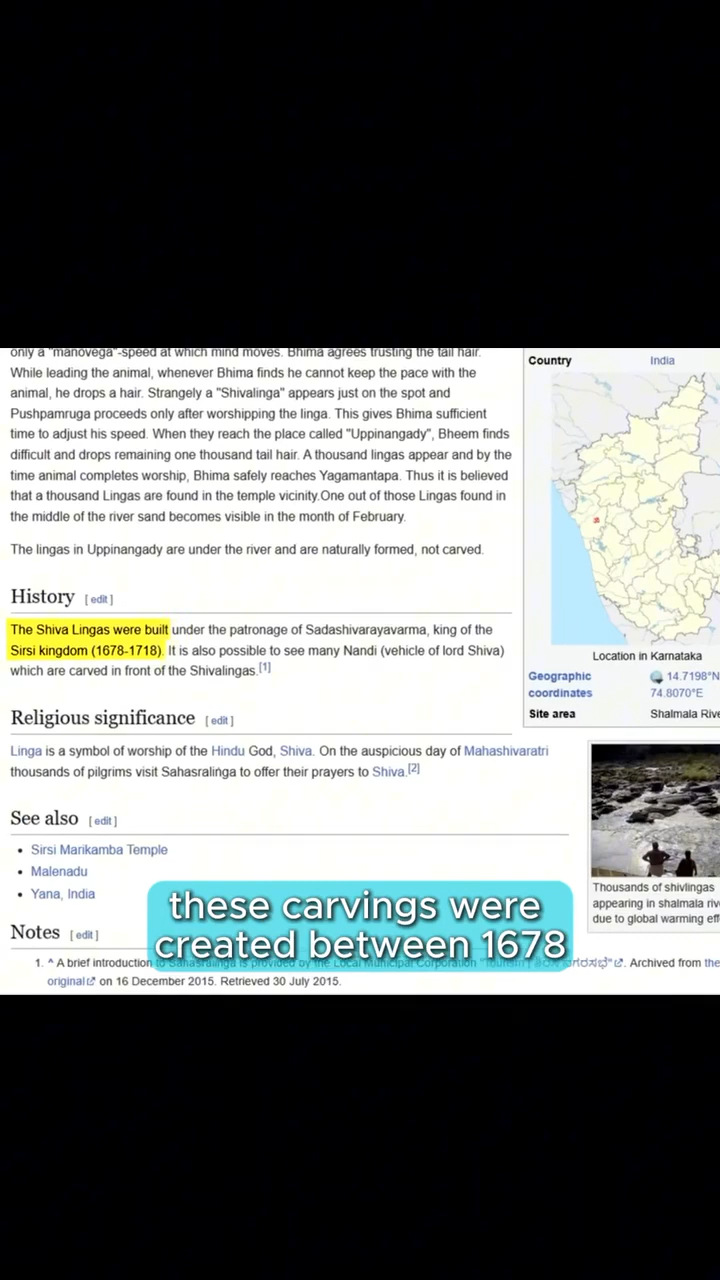 only a "manovega"-speed at which mind moves. Bhima agrees trusting the tail hair.
While leading the animal, whenever Bhima finds he cannot keep the pace with the
animal, he drops a hair. Strangely a "Shivalinga" appears just on the spot and
Pushpamruga proceeds only after worshipping the linga. This gives Bhima sufficient
time to adjust his speed. When they reach the place called "Uppinangady", Bheem finds
difficult and drops remaining one thousand tail hair. A thousand lingas appear and by the
time animal completes worship, Bhima safely reaches Yagamantapa. Thus it is believed
that a thousand Lingas are found in the temple vicinity.One out of those Lingas found in
the middle of the river sand becomes visible in the month of February.
The lingas in Uppinangady are under the river and are naturally formed, not carved.
History [ edit ]
The Shiva Lingas were built under the patronage of Sadashivarayavarma, king of the
Sirsi kingdom (1678-1718). It is also possible to see many Nandi (vehicle of lord Shiva)
which are carved in front of the Shivalingas.[1]
Religious significance [ edit ]
Linga is a symbol of worship of the Hindu God, Shiva. On the auspicious day of Mahashivaratri
thousands of pilgrims visit Sahasralinga to offer their prayers to Shiva.[2]
See also [ edit ]
• Sirsi Marikamba Temple
• Malenadu
• Yana, India
Notes [ edit ]
1. ^ A brief introduction to Sahasralinga is provided by the Local Municipal Corporation "Tourism | . Archived from the
original on 16 December 2015. Retrieved 30 July 2015.
Country India
Location in Karnataka
Geographic 14.7198°N
coordinates 74.8070°E
Site area Shalmala Rive
Thousands of shivlingas
appearing in shalmala riv
due to global warming eff
these carvings were
created between 1678